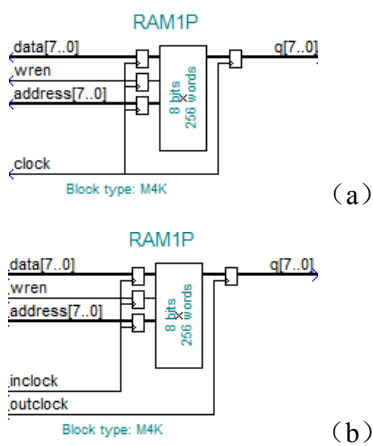 RAM1P
data[7..0]
q[7..0]
wren
address[7..0]
8 bits
256 words
clock
Block type: M4K
(a)
RAM1P
data[7..0]
q[7..0]
wren
address[7..0]
8 bits
256 words
inclock
outclock
Block type: M4K
(b)